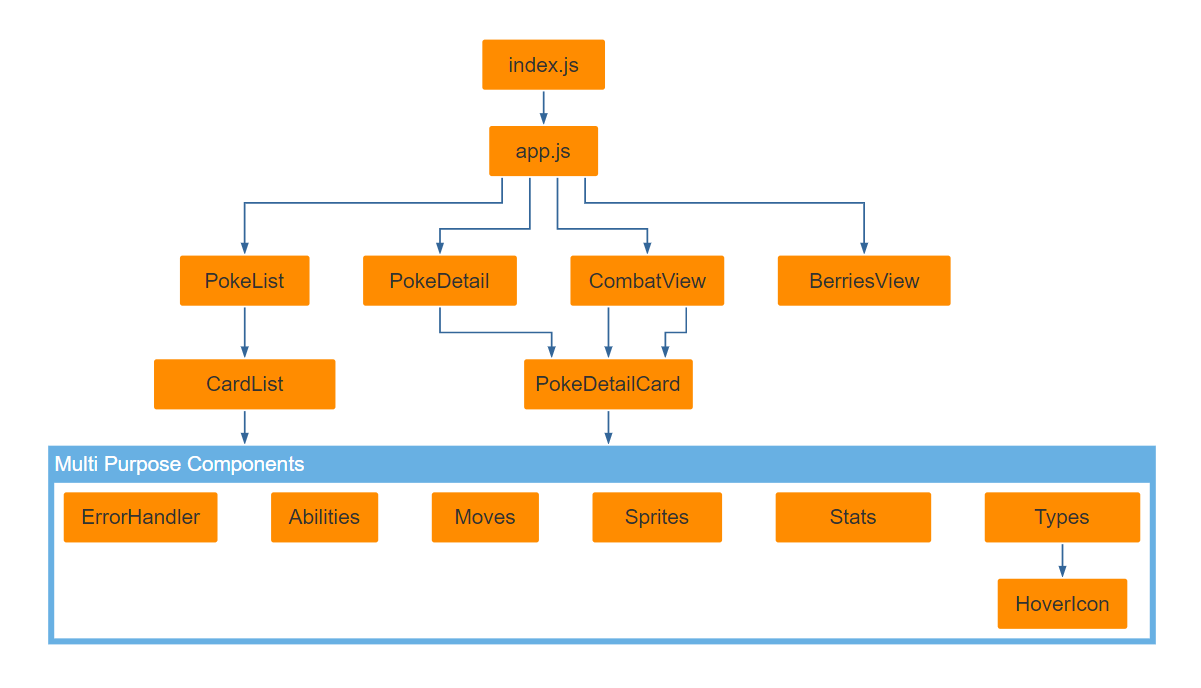 index.js
app.js
PokeList
PokeDetail
CombatView
BerriesView
CardList
PokeDetailCard
Multi Purpose Components
ErrorHandler
Abilities
Moves
Sprites
Stats
Types
HoverIcon